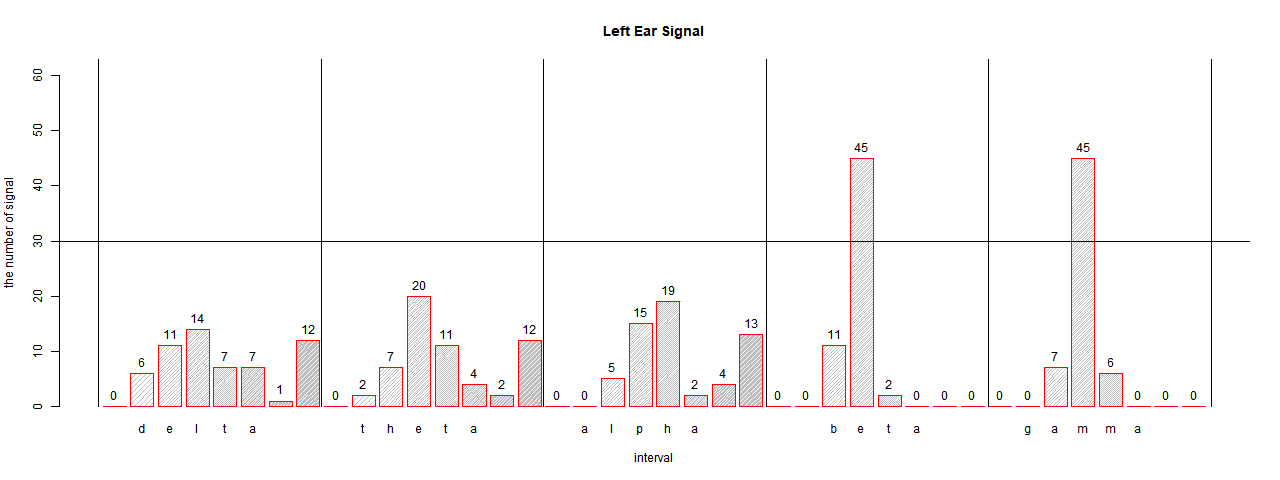 Left Ear Signal
the number of signal
60
50
40
30
20
10
0
0 6 11 14 7 7 1 12 0 2 7 20 11 4 2 12 0 0 5 15 19 2 4 13 0 0 11 45 2 0 0 0 0 0 7 45 6 0 0 0
d e l t a t h e t a a l p h a b e t a g a m m a
interval